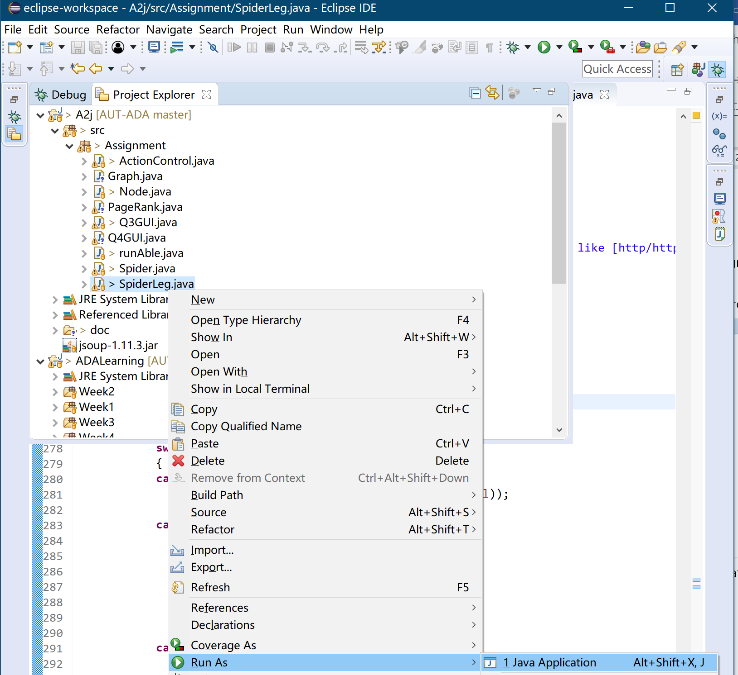 eclipse-workspace - A2j/src/Assignment/SpiderLeg.java - Eclipse IDE
File Edit Source Refactor Navigate Search Project Run Window Help
Quick Access
Debug Project Explorer
java
> A2j [AUT-ADA master]
> src
> Assignment
> ActionControl.java
Graph.java
> Node.java
PageRank.java
> Q3GUI.java
Q4GUI.java
> runAble.java
> Spider.java
> SpiderLeg.java
like [http/http
JRE System Librar
Referenced Librar
> doc
jsoup-1.11.3.jar
> ADALearning [AU
JRE System Librar
Week2
Week1
Week3
Week4
New
Open Type Hierarchy F4
Show In Alt+Shift+W >
Open F3
Open With
Show in Local Terminal
Copy Ctrl+C
Copy Qualified Name
Paste Ctrl+V
Delete Delete
Remove from Context Ctrl+Alt+Shift+Down
Build Path
Source Alt+Shift+S >
Refactor Alt+Shift+T >
Import...
Export...
Refresh F5
References
Declarations
Coverage As
Run As
1 Java Application Alt+Shift+X, J
278 sw
279 {
280 ca
281 l));
282
283 ca
284
285
286
287
288
289
290
291 ca
292